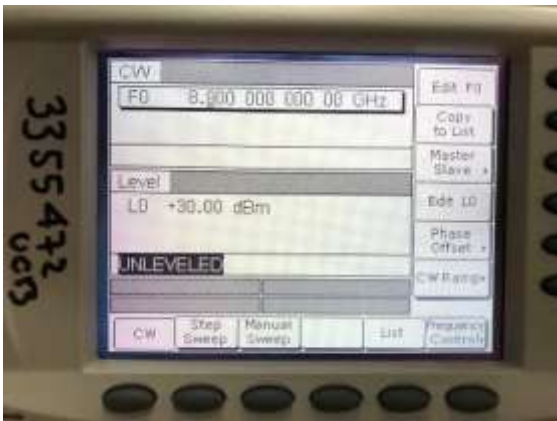 CW
F0 8.900 000 000 00 GHz
Level
L0 +30.00 dBm
UNLEVELED
Edit F0
Copy
to List
Master
Slave
Edit L0
Phase
Offset
CW Ramp
CW
Step
Sweep
Manual
Sweep
List
Frequency
Control
3355472